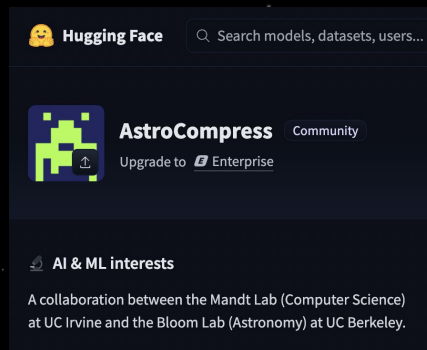 Hugging Face
Search models, datasets, users...
AstroCompress
Community
Upgrade to Enterprise
AI & ML interests
A collaboration between the Mandt Lab (Computer Science)
at UC Irvine and the Bloom Lab (Astronomy) at UC Berkeley.